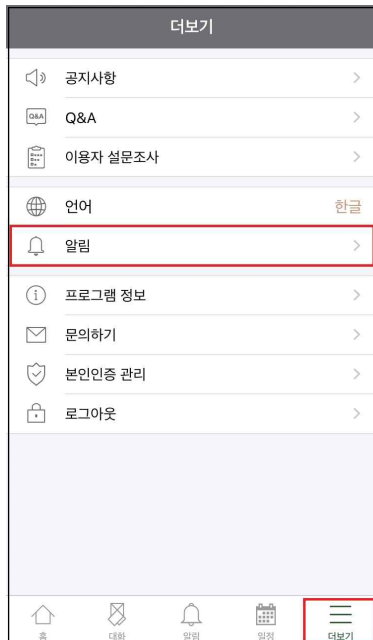 더보기
공지사항
Q&A
Q&A
이용자 설문조사
언어
한글
알림
프로그램 정보
문의하기
본인인증 관리
로그아웃
홈
대화
알림
일정
더보기